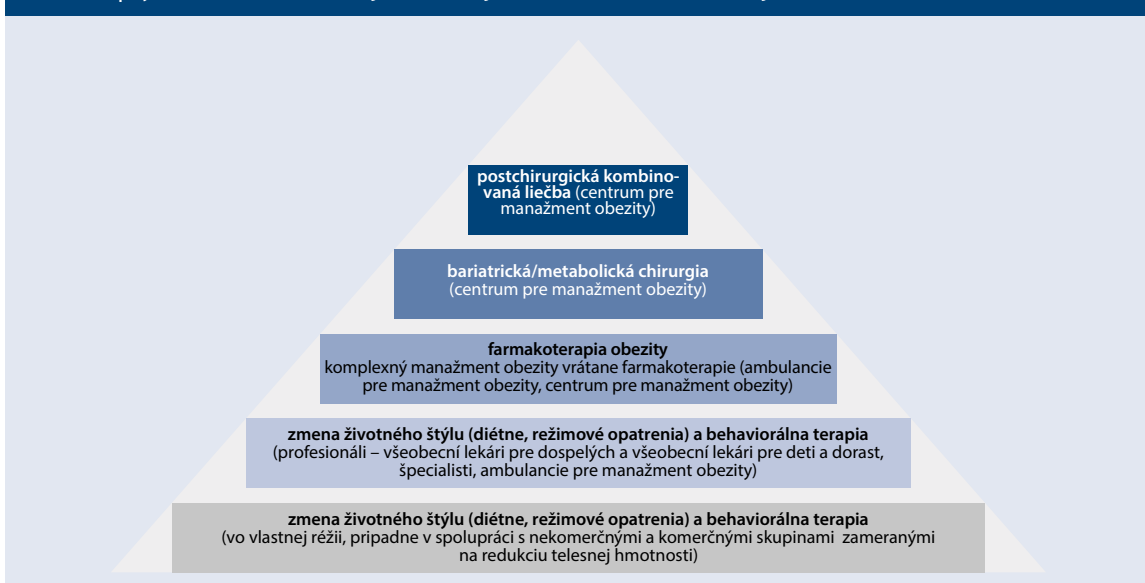 postchirurgická kombino-
vaná liečba (centrum pre
manažment obezity)
bariatrická/metabolická chirurgia
(centrum pre manažment obezity)
farmakoterapia obezity
komplexný manažment obezity vrátane farmakoterapie (ambulancie
pre manažment obezity, centrum pre manažment obezity)
zmena životného štýlu (diétne, režimové opatrenia) a behaviorálna terapia
(profesionáli – všeobecní lekári pre dospelých a všeobecní lekári pre deti a dorast,
špecialisti, ambulancie pre manažment obezity)
zmena životného štýlu (diétne, režimové opatrenia) a behaviorálna terapia
(vo vlastnej réžii, pripadne v spolupráci s nekomerčnými a komerčnými skupinami zameranými
na redukciu telesnej hmotnosti)